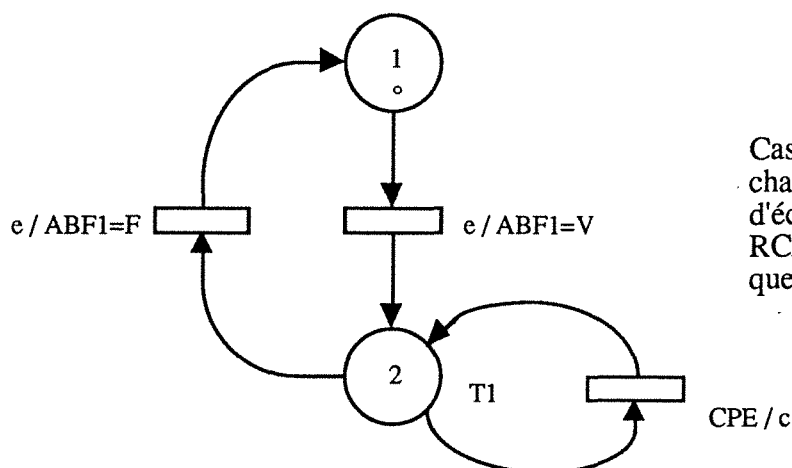 1
Cas
cha
d'éc
RC
que
e / ABF1=F
e / ABF1=V
2
T1
CPE / c